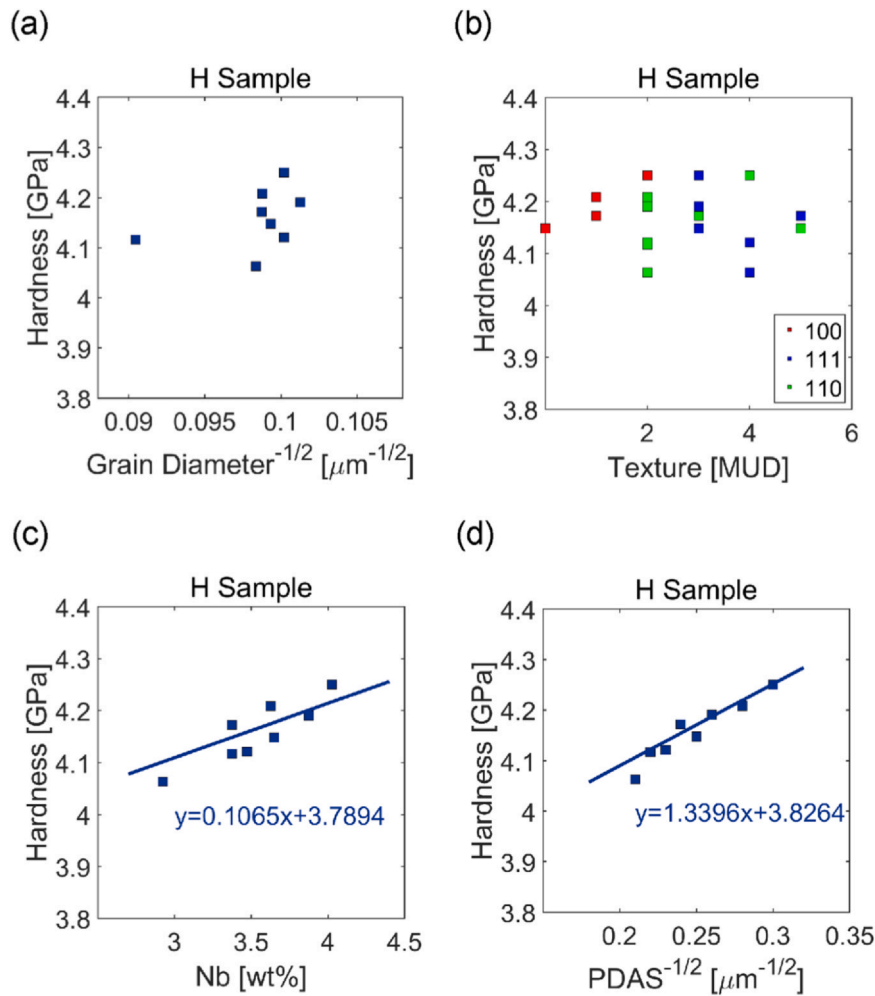 (a)
H Sample
4.4
4.3
4.2
4.1
4
3.9
3.8
Hardness [GPa]
0.09 0.095 0.1 0.105
Grain Diameter-1/2 [μm-1/2]
(b)
H Sample
4.4
4.3
4.2
4.1
4
3.9
3.8
Hardness [GPa]
100
111
110
2 4 6
Texture [MUD]
(c)
H Sample
4.4
4.3
4.2
4.1
4
3.9
3.8
Hardness [GPa]
y=0.1065x+3.7894
3 3.5 4 4.5
Nb [wt%]
(d)
H Sample
4.4
4.3
4.2
4.1
4
3.9
3.8
Hardness [GPa]
y=1.3396x+3.8264
0.2 0.25 0.3 0.35
PDAS-1/2 [μm-1/2]